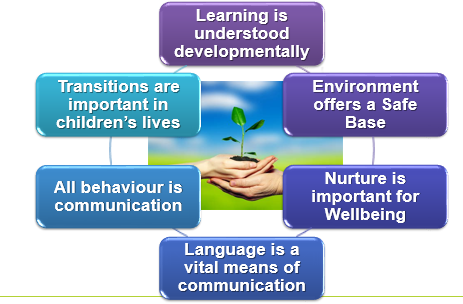 Learning is
understood
developmentally
Environment
offers a Safe
Base
Nurture is
important for
Wellbeing
Language is a
vital means of
communication
All behaviour is
communication
Transitions are
important in
children's lives